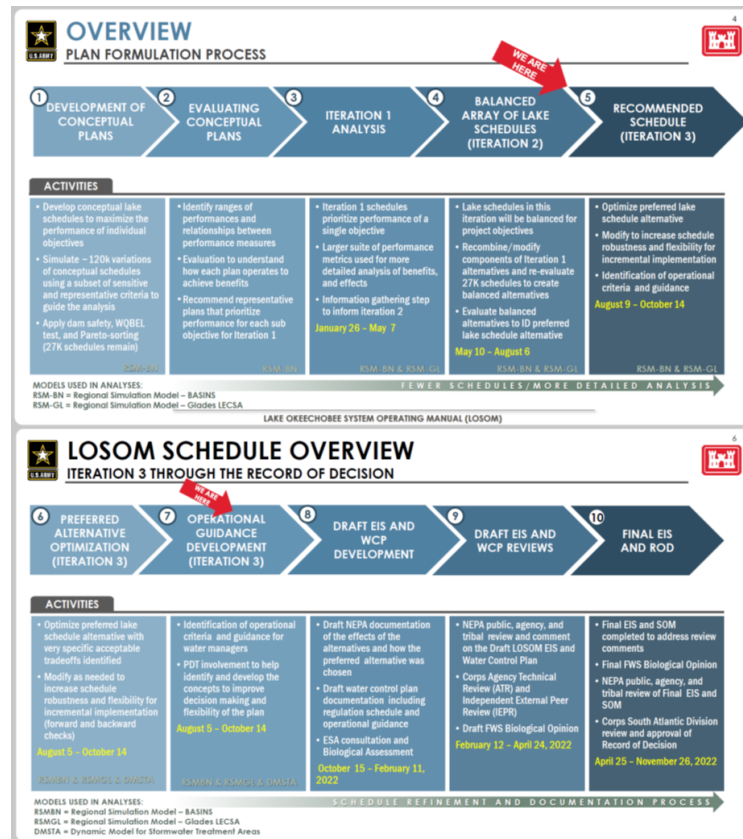 4
U.S. ARMY
OVERVIEW
PLAN FORMULATION PROCESS
WE ARE
HERE
1
DEVELOPMENT OF
CONCEPTUAL
PLANS
2
EVALUATING
CONCEPTUAL
PLANS
3
ITERATION 1
ANALYSIS
4
BALANCED
ARRAY OF LAKE
SCHEDULES
(ITERATION 2)
5
RECOMMENDED
SCHEDULE
(ITERATION 3)
ACTIVITIES
• Develop conceptual lake
schedules to maximize the
performance of individual
objectives
• Simulate ~120k variations
of conceptual schedules
using a subset of sensitive
and representative criteria to
guide the analysis
• Apply dam safety, WQBEL
test, and Pareto-sorting
(27K schedules remain)
RSM-BN
• Identify ranges of
performances and
relationships between
performance measures
• Evaluation to understand
how each plan operates to
achieve benefits
• Recommend representative
plans that prioritize
performance for each sub
objective for Iteration 1
RSM-BN
• Iteration 1 schedules
prioritize performance of a
single objective
• Larger suite of performance
metrics used for more
detailed analysis of benefits,
and effects
• Information gathering step
to inform iteration 2
January 26 – May 7
RSM-BN & RSM-GL
• Lake schedules in this
iteration will be balanced for
project objectives
• Recombine/modify
components of Iteration 1
alternatives and re-evaluate
27K schedules to create
balanced alternatives
• Evaluate balanced
alternatives to ID preferred
lake schedule alternative
May 10 – August 6
RSM-BN & RSM-GL
• Optimize preferred lake
schedule alternative
• Modify to increase schedule
robustness and flexibility for
incremental implementation
• Identification of operational
criteria and guidance
August 9 – October 14
RSM-BN & RSM-GL
MODELS USED IN ANALYSES:
RSM-BN = Regional Simulation Model – BASINS
RSM-GL = Regional Simulation Model – Glades LECSA
FEWER SCHEDULES/MORE DETAILED ANALYSIS
LAKE OKEECHOBEE SYSTEM OPERATING MANUAL (LOSOM)
6
U.S. ARMY
LOSOM SCHEDULE OVERVIEW
ITERATION 3 THROUGH THE RECORD OF DECISION
WE ARE
HERE
6
PREFERRED
ALTERNATIVE
OPTIMIZATION
(ITERATION 3)
7
OPERATIONAL
GUIDANCE
DEVELOPMENT
(ITERATION 3)
8
DRAFT EIS AND
WCP
DEVELOPMENT
9
DRAFT EIS AND
WCP REVIEWS
10
FINAL EIS
AND ROD
ACTIVITIES
• Optimize preferred lake
schedule alternative with
very specific acceptable
tradeoffs identified
• Modify as needed to
increase schedule
robustness and flexibility for
incremental implementation
(forward and backward
checks)
August 5 – October 14
RSMBN & RSMGL & DMSTA
• Identification of operational
criteria and guidance for
water managers
• PDT involvement to help
identify and develop the
concepts to improve
decision making and
flexibility of the plan
August 5 – October 14
RSMBN & RSMGL & DMSTA
• Draft NEPA documentation
of the effects of the
alternatives and how the
preferred alternative was
chosen
• Draft water control plan
documentation including
regulation schedule and
operational guidance
• ESA consultation and
Biological Assessment
October 15 – February 11,
2022
• NEPA public, agency, and
tribal review and comment
on the Draft LOSOM EIS and
Water Control Plan
• Corps Agency Technical
Review (ATR) and
Independent External Peer
Review (IEPR)
• Draft FWS Biological Opinion
February 12 – April 24, 2022
• Final EIS and SOM
completed to address review
comments
• Final FWS Biological Opinion
• NEPA public, agency, and
tribal review of Final EIS and
SOM
• Corps South Atlantic Division
review and approval of
Record of Decision
April 25 – November 26, 2022
MODELS USED IN ANALYSES:
RSMBN = Regional Simulation Model – BASINS
RSMGL = Regional Simulation Model – Glades LECSA
DMSTA = Dynamic Model for Stormwater Treatment Areas
SCHEDULE REFINEMENT AND DOCUMENTATION PROCESS